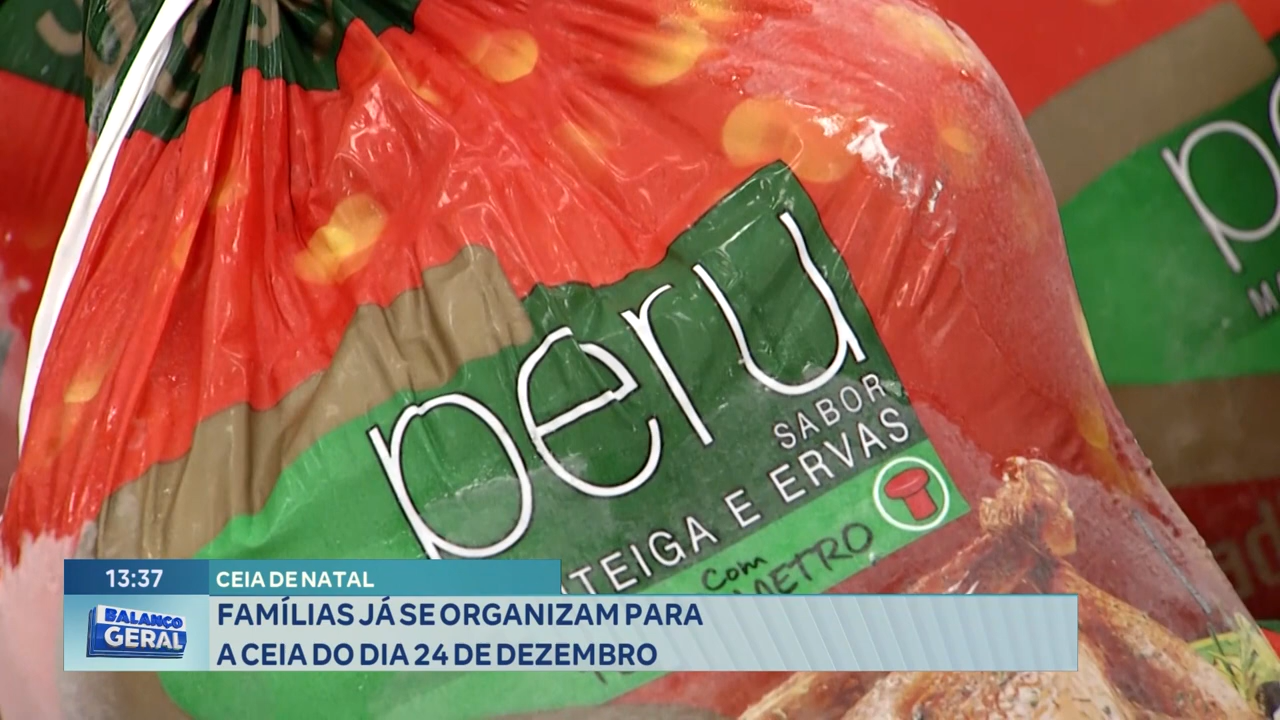 peru
SABOR
TEIGA E ERVAS
com
METRO
13:37
CEIA DE NATAL
BALANÇO
GERAL
FAMÍLIAS JÁ SE ORGANIZAM PARA
A CEIA DO DIA 24 DE DEZEMBRO